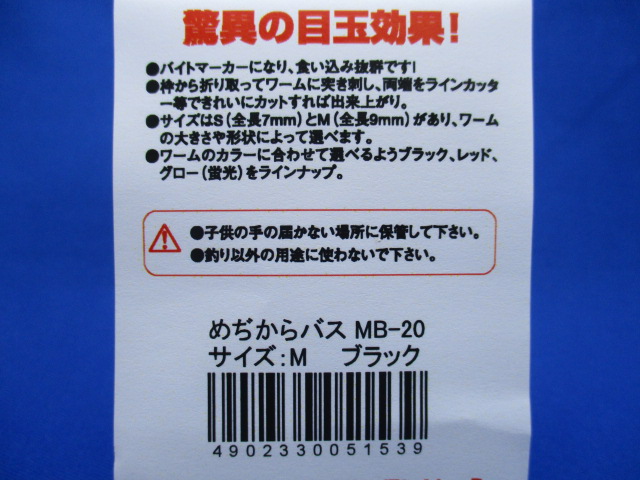 驚異の目玉効果!
●バイトマーカーになり、食い込み抜群です!
●枠から折り取ってワームに突き刺し、両端をラインカッタ
ー等できれいにカットすれば出来上がり。
●サイズはS(全長7mm)とM(全長9mm)があり、ワーム
の大きさや形状によって選べます。
●ワームのカラーに合わせて選べるようブラック、レッド、
グロー(蛍光)をラインナップ。
●子供の手の届かない場所に保管して下さい。
●釣り以外の用途に使わないで下さい。
めぢからバス MB-20
サイズ:M ブラック
4902330051539